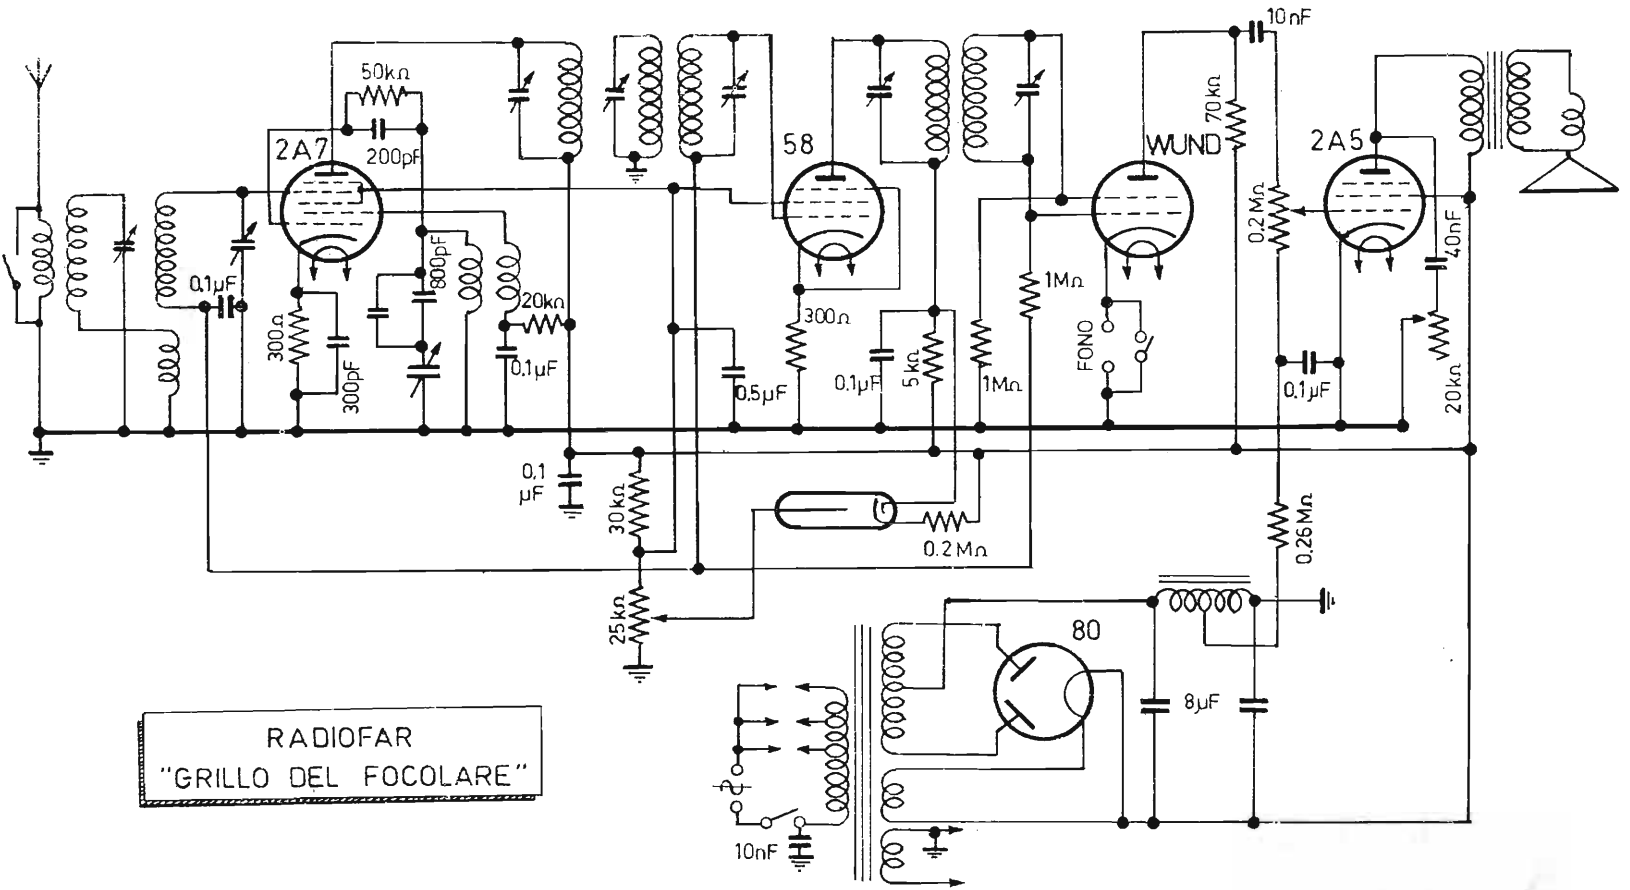 10nF
50kΩ
200pF
2A7
58
WUND
70kΩ
2A5
0.2MΩ
40nF
0.1µF
800pF
300Ω
300pF
20kΩ
0.1µF
0.5µF
300Ω
0.1µF
5kΩ
1MΩ
1MΩ
FONO
0.1µF
20kΩ
0.1
µF
30kΩ
25kΩ
0.2MΩ
0.26MΩ
80
8µF
10nF
RADIOFAR
"GRILLO DEL FOCOLARE"